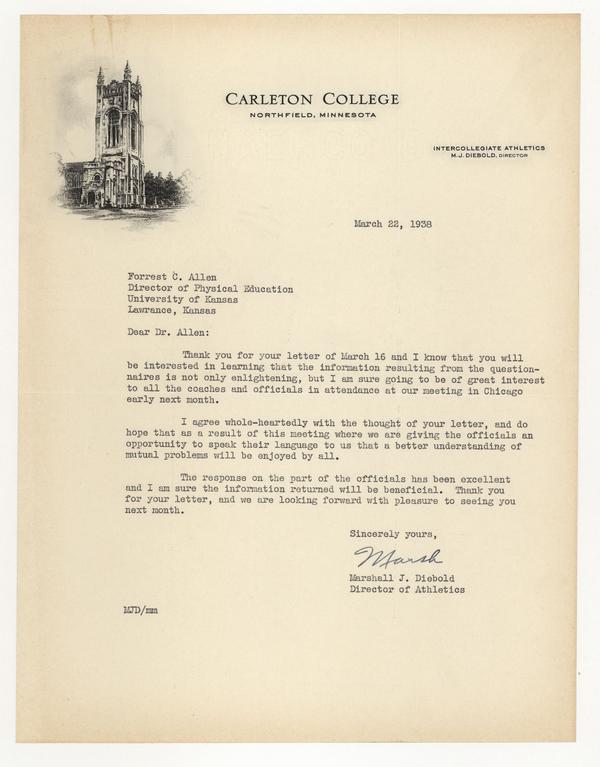 CARLETON COLLEGE
NORTHFIELD, MINNESOTA
INTERCOLLEGIATE ATHLETICS
M. J. DIEBOLD, DIRECTOR
March 22, 1938
Forrest C. Allen
Director of Physical Education
University of Kansas
Lawrance, Kansas
Dear Dr. Allen:
Thank you for your letter of March 16 and I know that you will
be interested in learning that the information resulting from the question-
naires is not only enlightening, but I am sure going to be of great interest
to all the coaches and officials in attendance at our meeting in Chicago
early next month.
I agree whole-heartedly with the thought of your letter, and do
hope that as a result of this meeting where we are giving the officials an
opportunity to speak their language to us that a better understanding of
mutual problems will be enjoyed by all.
The response on the part of the officials has been excellent
and I am sure the information returned will be beneficial. Thank you
for your letter, and we are looking forward with pleasure to seeing you
next month.
Sincerely yours,
Marsh
Marshall J. Diebold
Director of Athletics
MJD/mm